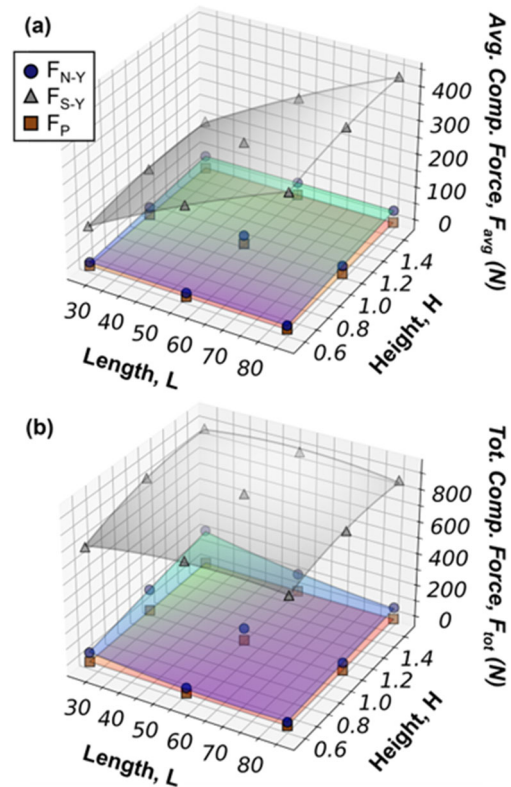 (a)
F_N-Y
F_S-Y
F_P
400
300
200
100
0
Avg. Comp. Force, F_avg (N)
1.4
1.2
1.0
0.8
0.6
Height, H
30 40 50 60 70 80
Length, L
(b)
800
600
400
200
0
Tot. Comp. Force, F_tot (N)
1.4
1.2
1.0
0.8
0.6
Height, H
30 40 50 60 70 80
Length, L